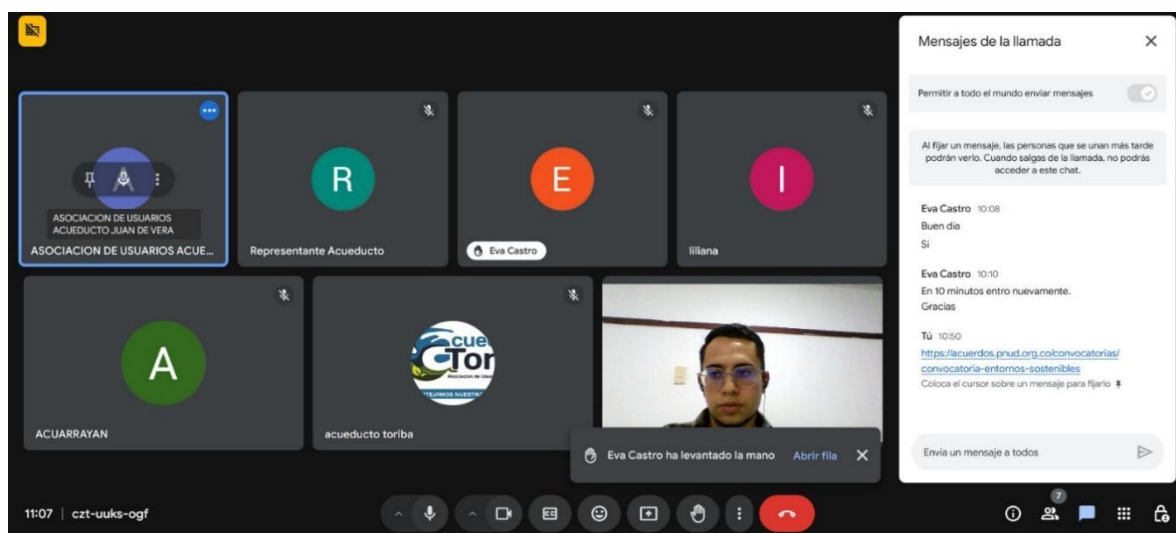 Mensajes de la llamada
Permitir a todo el mundo enviar mensajes
Al fijar un mensaje, las personas que se unan más tarde
podrán verlo. Cuando salgas de la llamada, no podrás
acceder a este chat.
Eva Castro 10:08
Buen día
Si
Eva Castro 10:10
En 10 minutos entro nuevamente.
Gracias
Tú 10:50
https://acuerdos.pnud.org.co/convocatorias/
convocatoria-entornos-sostenibles
Coloca el cursor sobre un mensaje para fijarlo
Envía un mensaje a todos
A
ASOCIACION DE USUARIOS
ACUEDUCTO JUAN DE VERA
ASOCIACION DE USUARIOS ACUE...
R
Representante Acueducto
E
Eva Castro
l
liliana
A
ACUARRAYAN
cue
Tor
acueducto toriba
Eva Castro ha levantado la mano Abrir fila
11:07 | czt-uuks-ogf
CC
7